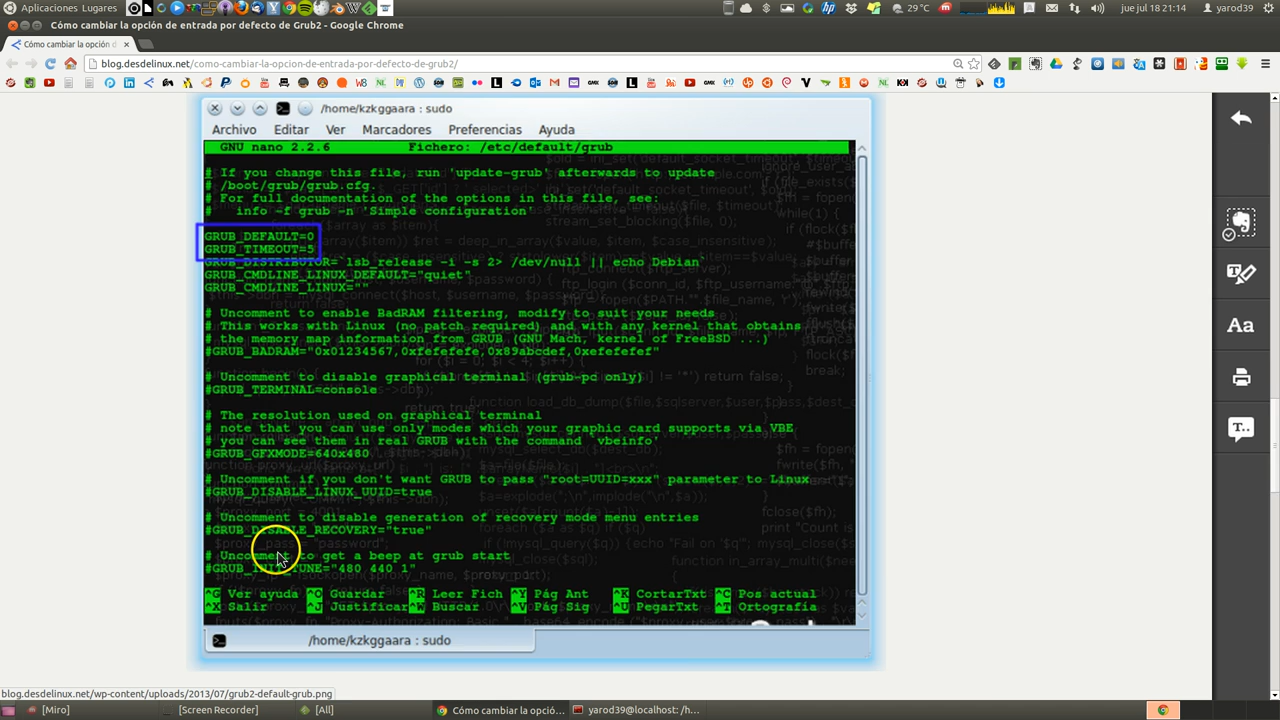 Aplicaciones Lugares
29°C
jue jul 18 21:14
yarod39
Cómo cambiar la opción de entrada por defecto de Grub2 - Google Chrome
Cómo cambiar la opción d
blog.desdelinux.net/como-cambiar-la-opcion-de-entrada-por-defecto-de-grub2/
/home/kzkggaara : sudo
Archivo Editar Ver Marcadores Preferencias Ayuda
GNU nano 2.2.6 Fichero: /etc/default/grub
# If you change this file, run 'update-grub' afterwards to update
# /boot/grub/grub.cfg.
# For full documentation of the options in this file, see:
#   info -f grub -n 'Simple configuration'
GRUB_DEFAULT=0
GRUB_TIMEOUT=5
GRUB_DISTRIBUTOR=`lsb_release -i -s 2> /dev/null || echo Debian`
GRUB_CMDLINE_LINUX_DEFAULT="quiet"
GRUB_CMDLINE_LINUX=""
# Uncomment to enable BadRAM filtering, modify to suit your needs
# This works with Linux (no patch required) and with any kernel that obtains
# the memory map information from GRUB (GNU Mach, kernel of FreeBSD ...)
#GRUB_BADRAM="0x01234567,0xfefefefe,0x89abcdef,0xefefefef"
# Uncomment to disable graphical terminal (grub-pc only)
#GRUB_TERMINAL=console
# The resolution used on graphical terminal
# note that you can use only modes which your graphic card supports via VBE
# you can see them in real GRUB with the command `vbeinfo'
#GRUB_GFXMODE=640x480
# Uncomment if you don't want GRUB to pass "root=UUID=xxx" parameter to Linux
#GRUB_DISABLE_LINUX_UUID=true
# Uncomment to disable generation of recovery mode menu entries
#GRUB_DISABLE_RECOVERY="true"
# Uncomment to get a beep at grub start
#GRUB_INIT_TUNE="480 440 1"
^G Ver ayuda ^O Guardar ^R Leer Fich ^Y Pág Ant ^K CortarTxt ^C Pos actual
^X Salir ^J Justificar ^W Buscar ^V Pág Sig ^U PegarTxt ^T Ortografía
/home/kzkggaara : sudo
Aa
T..
blog.desdelinux.net/wp-content/uploads/2013/07/grub2-default-grub.png
[Miro] [Screen Recorder] [All] Cómo cambiar la opció... yarod39@localhost: /h...